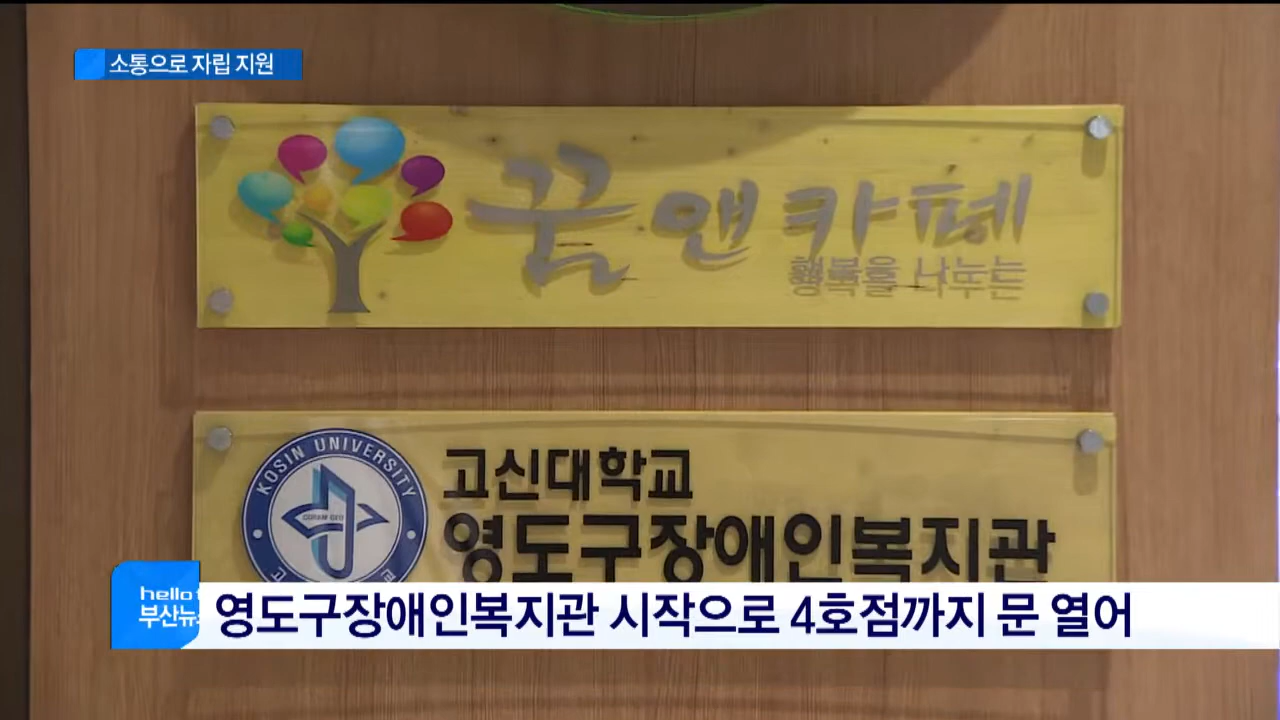 소통으로 자립 지원
꿈앤카페
행복을 나누는
KOSIN UNIVERSITY
CORAM DEO
고신대학교
영도구장애인복지관
hello
부산뉴스
영도구장애인복지관 시작으로 4호점까지 문 열어